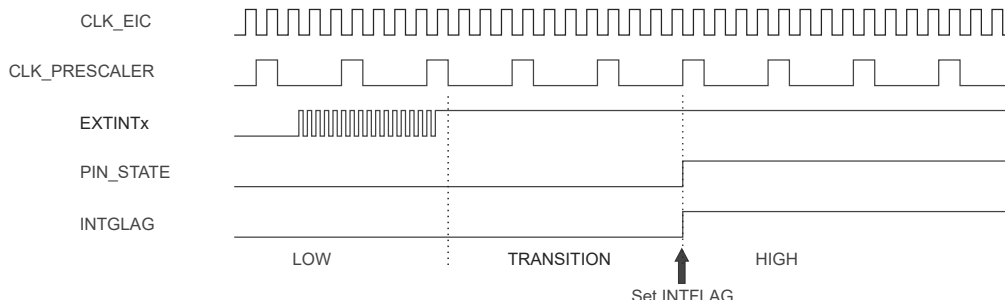 CLK_EIC
CLK_PRESCALER
EXTINTx
PIN_STATE
INTGLAG
LOW TRANSITION HIGH
Set INTFLAG